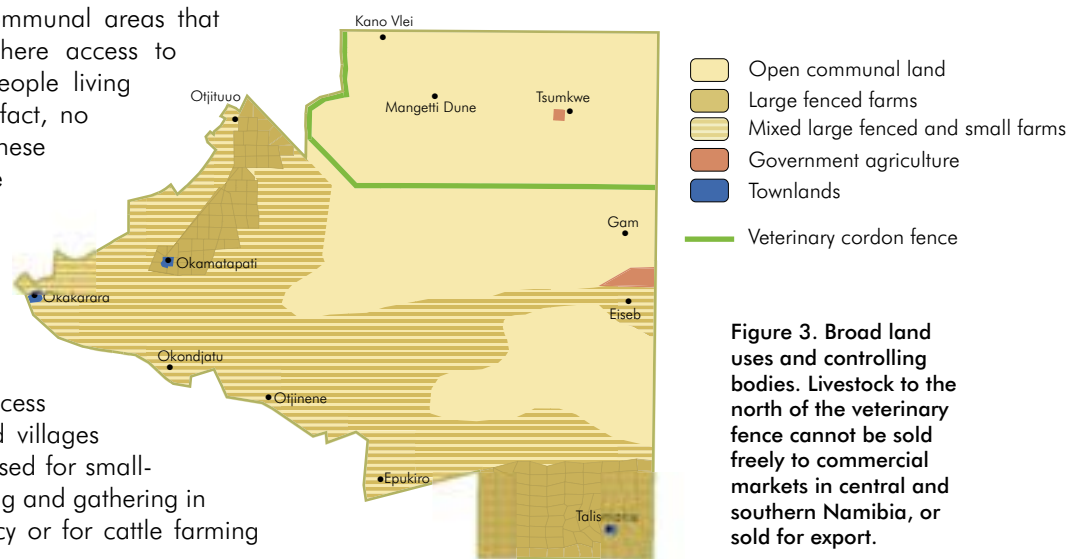 mmunal areas that
here access to
eople living
fact, no
hese
cess
d villages
sed for small-
g and gathering in
cy or for cattle farming
Kano Vlei
Otjituuo
Mangetti Dune
Tsumkwe
Gam
Okamatapati
Okakarara
Eiseb
Okondjatu
Otjinene
Epukiro
Open communal land
Large fenced farms
Mixed large fenced and small farms
Government agriculture
Townlands
Veterinary cordon fence
Figure 3. Broad land
uses and controlling
bodies. Livestock to the
north of the veterinary
fence cannot be sold
freely to commercial
markets in central and
southern Namibia, or
sold for export.